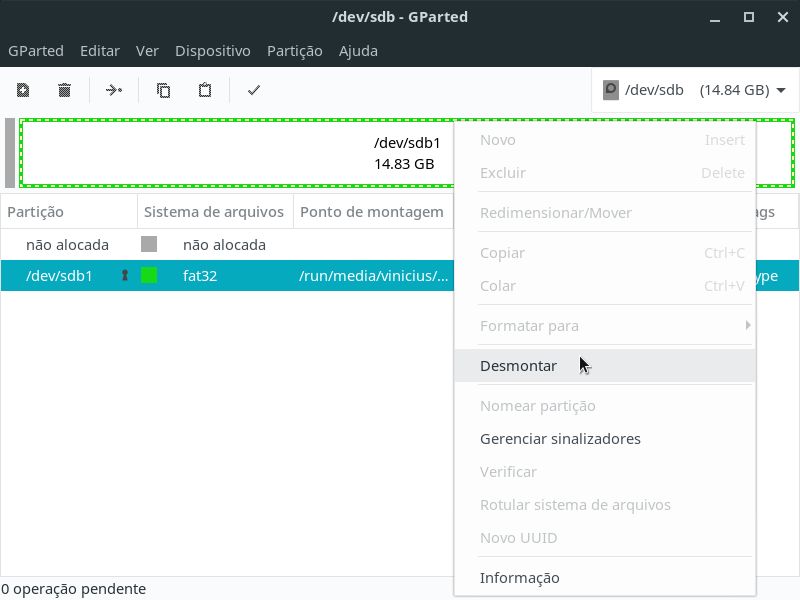 /dev/sdb - GParted
GParted Editar Ver Dispositivo Partição Ajuda
/dev/sdb (14.84 GB)
/dev/sdb1
14.83 GB
Partição Sistema de arquivos Ponto de montagem
não alocada não alocada
/dev/sdb1 fat32 /run/media/vinicius/...
Novo Insert
Excluir Delete
Redimensionar/Mover
Copiar Ctrl+C
Colar Ctrl+V
Formatar para
Desmontar
Nomear partição
Gerenciar sinalizadores
Verificar
Rotular sistema de arquivos
Novo UUID
Informação
0 operação pendente